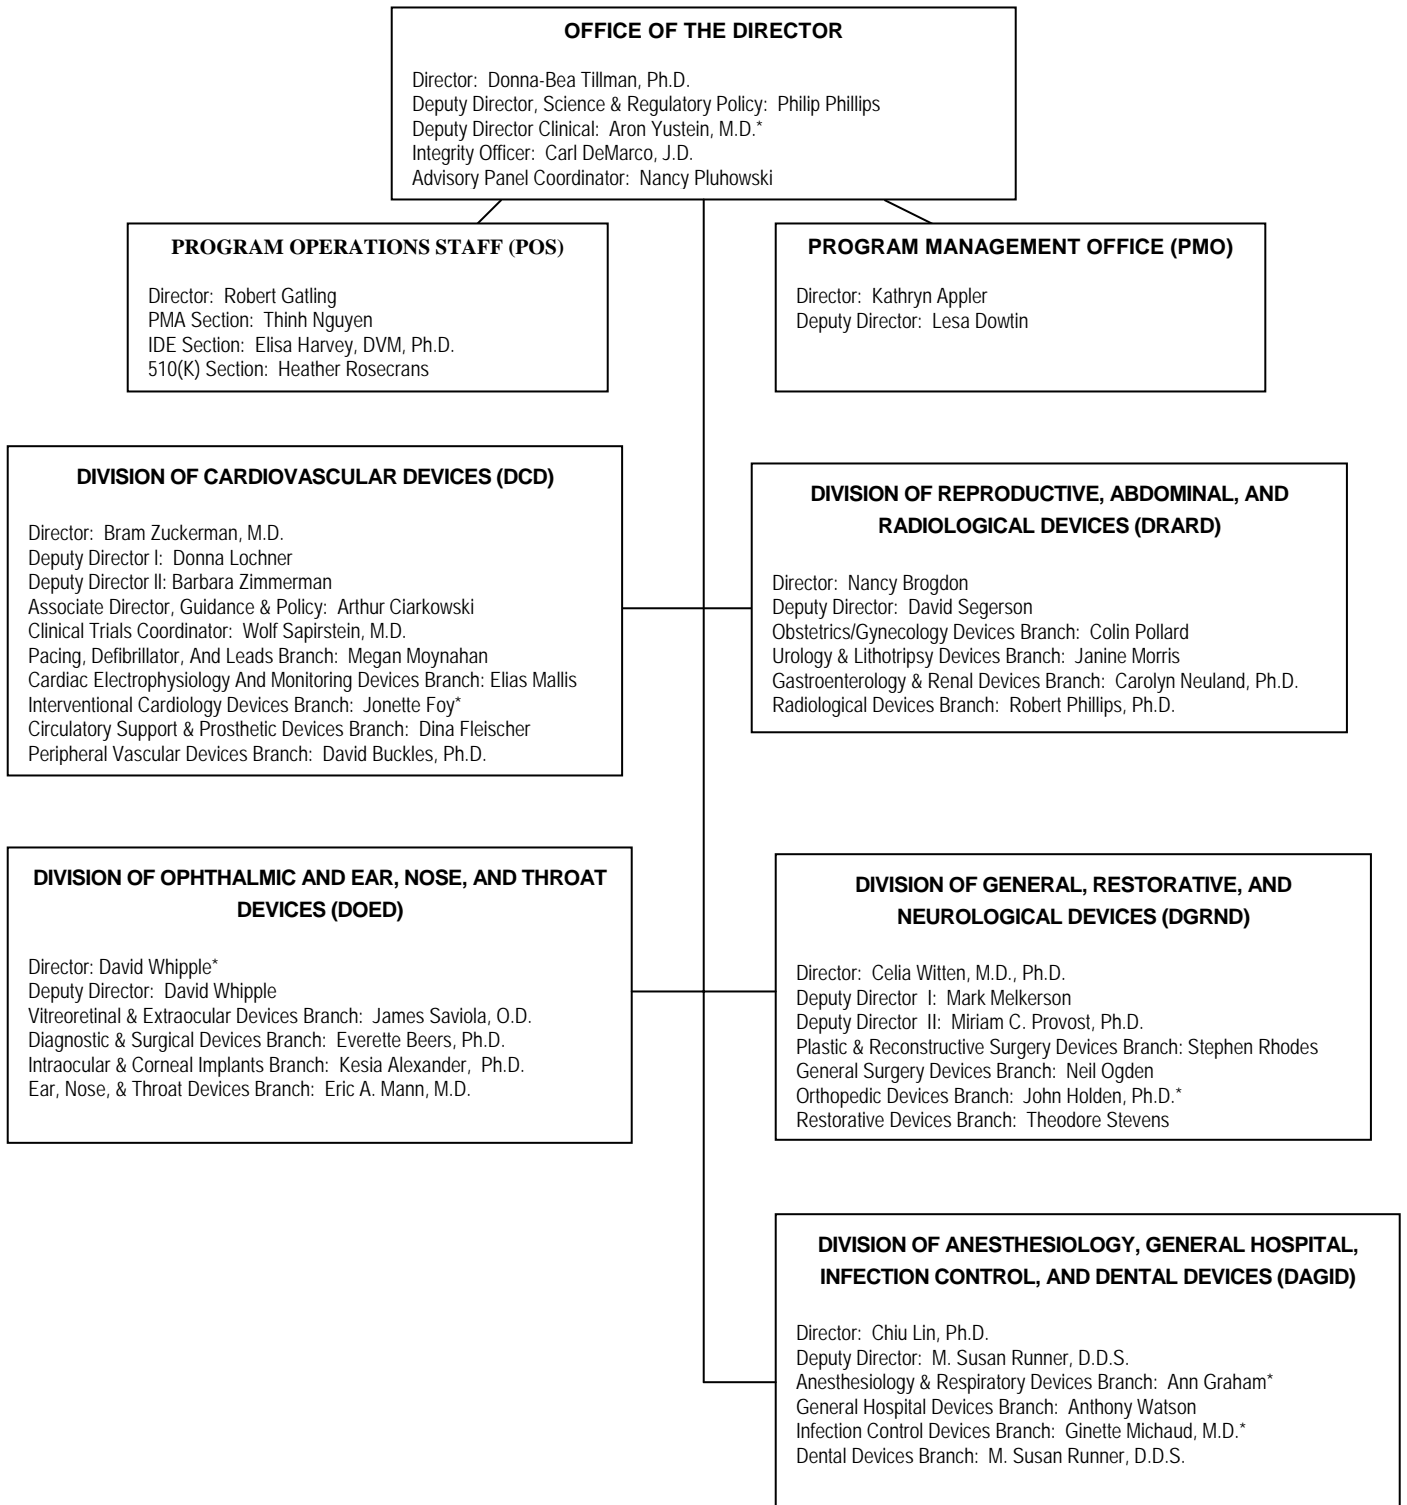 OFFICE OF THE DIRECTOR
Director: Donna-Bea Tillman, Ph.D.
Deputy Director, Science & Regulatory Policy: Philip Phillips
Deputy Director Clinical: Aron Yustein, M.D.*
Integrity Officer: Carl DeMarco, J.D.
Advisory Panel Coordinator: Nancy Pluhowski
PROGRAM OPERATIONS STAFF (POS)
Director: Robert Gatling
PMA Section: Thinh Nguyen
IDE Section: Elisa Harvey, DVM, Ph.D.
510(K) Section: Heather Rosecrans
PROGRAM MANAGEMENT OFFICE (PMO)
Director: Kathryn Appler
Deputy Director: Lesa Dowtin
DIVISION OF CARDIOVASCULAR DEVICES (DCD)
Director: Bram Zuckerman, M.D.
Deputy Director I: Donna Lochner
Deputy Director II: Barbara Zimmerman
Associate Director, Guidance & Policy: Arthur Ciarkowski
Clinical Trials Coordinator: Wolf Sapirstein, M.D.
Pacing, Defibrillator, And Leads Branch: Megan Moynahan
Cardiac Electrophysiology And Monitoring Devices Branch: Elias Mallis
Interventional Cardiology Devices Branch: Jonette Foy*
Circulatory Support & Prosthetic Devices Branch: Dina Fleischer
Peripheral Vascular Devices Branch: David Buckles, Ph.D.
DIVISION OF REPRODUCTIVE, ABDOMINAL, AND
RADIOLOGICAL DEVICES (DRARD)
Director: Nancy Brogdon
Deputy Director: David Segerson
Obstetrics/Gynecology Devices Branch: Colin Pollard
Urology & Lithotripsy Devices Branch: Janine Morris
Gastroenterology & Renal Devices Branch: Carolyn Neuland, Ph.D.
Radiological Devices Branch: Robert Phillips, Ph.D.
DIVISION OF OPHTHALMIC AND EAR, NOSE, AND THROAT
DEVICES (DOED)
Director: David Whipple*
Deputy Director: David Whipple
Vitreoretinal & Extraocular Devices Branch: James Saviola, O.D.
Diagnostic & Surgical Devices Branch: Everette Beers, Ph.D.
Intraocular & Corneal Implants Branch: Kesia Alexander, Ph.D.
Ear, Nose, & Throat Devices Branch: Eric A. Mann, M.D.
DIVISION OF GENERAL, RESTORATIVE, AND
NEUROLOGICAL DEVICES (DGRND)
Director: Celia Witten, M.D., Ph.D.
Deputy Director I: Mark Melkerson
Deputy Director II: Miriam C. Provost, Ph.D.
Plastic & Reconstructive Surgery Devices Branch: Stephen Rhodes
General Surgery Devices Branch: Neil Ogden
Orthopedic Devices Branch: John Holden, Ph.D.*
Restorative Devices Branch: Theodore Stevens
DIVISION OF ANESTHESIOLOGY, GENERAL HOSPITAL,
INFECTION CONTROL, AND DENTAL DEVICES (DAGID)
Director: Chiu Lin, Ph.D.
Deputy Director: M. Susan Runner, D.D.S.
Anesthesiology & Respiratory Devices Branch: Ann Graham*
General Hospital Devices Branch: Anthony Watson
Infection Control Devices Branch: Ginette Michaud, M.D.*
Dental Devices Branch: M. Susan Runner, D.D.S.